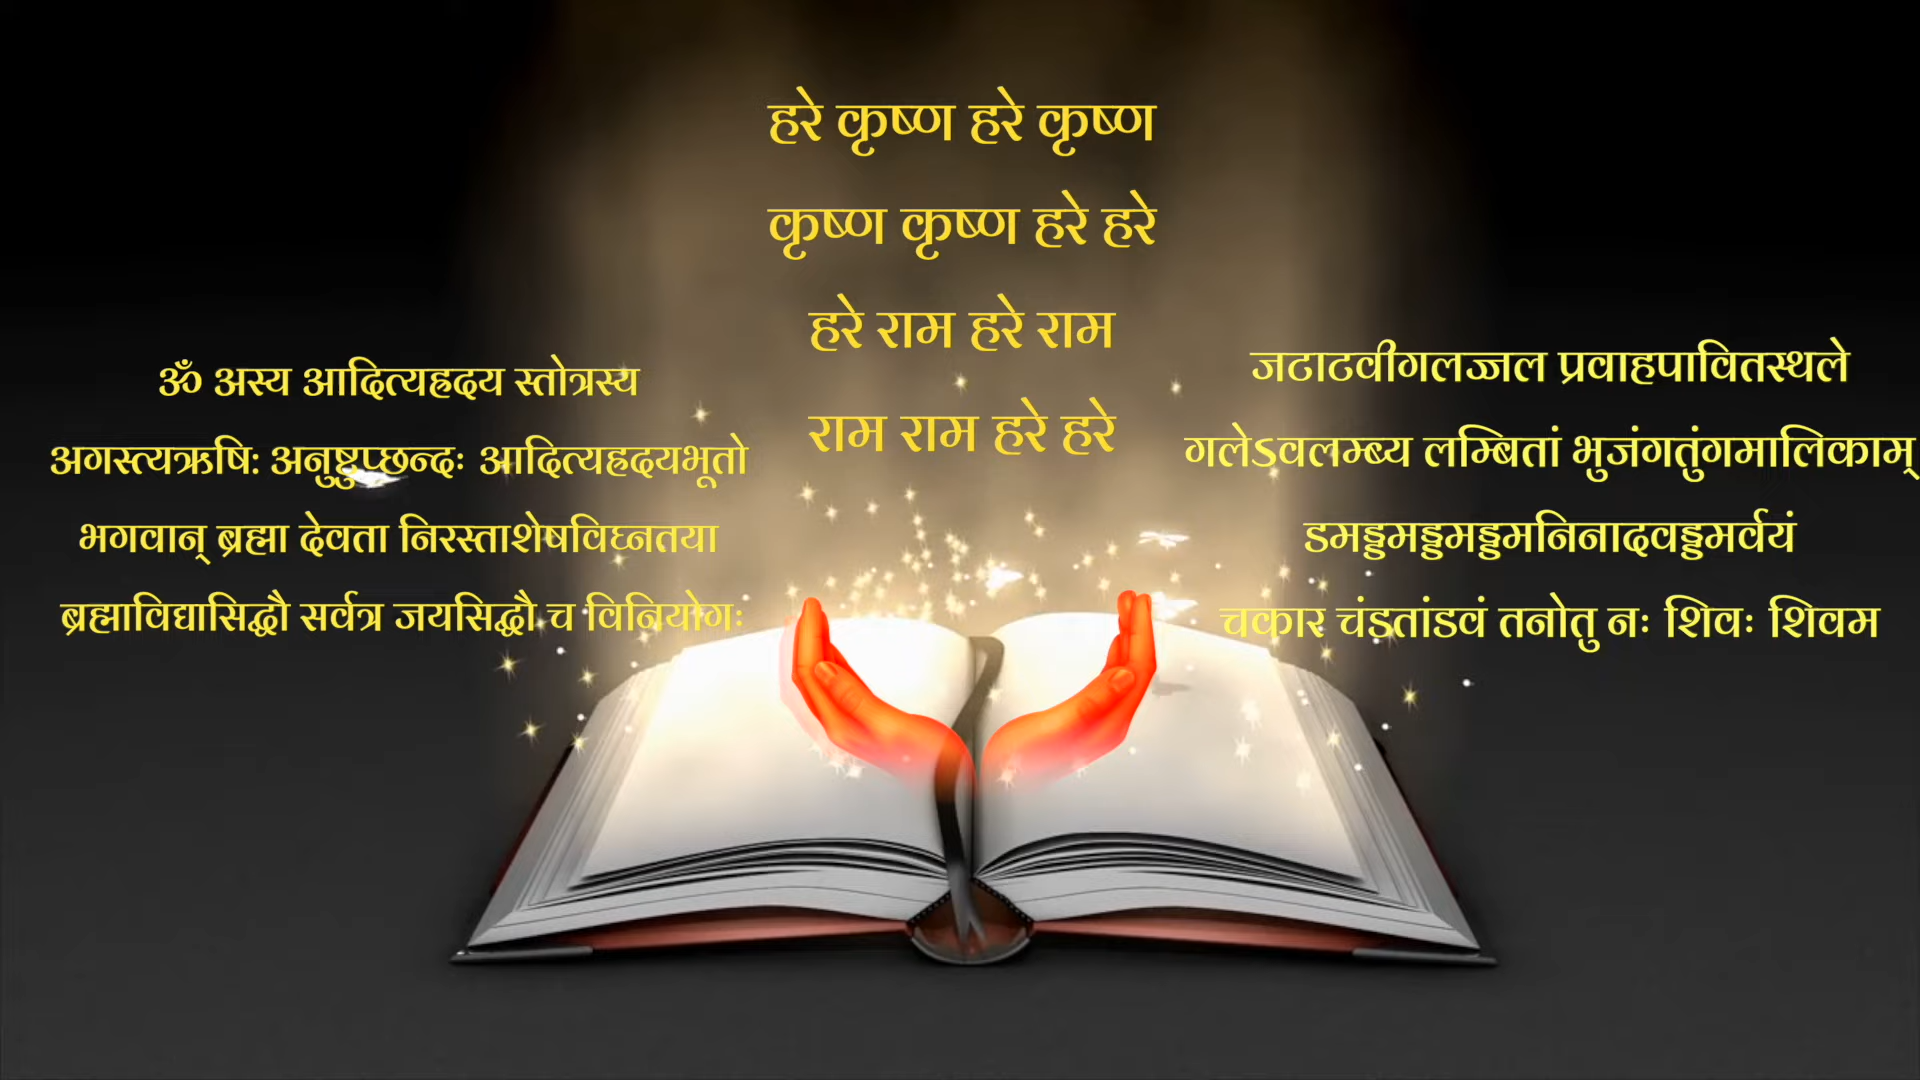 हरे कृष्ण हरे कृष्ण
कृष्ण कृष्ण हरे हरे
हरे राम हरे राम
राम राम हरे हरे
ॐ अस्य आदित्यह्रदय स्तोत्रस्य
अगस्त्यऋषि: अनुष्टुप्छन्दः आदित्यह्रदयभूतो
भगवान् ब्रह्मा देवता निरस्ताशेषविघ्नतया
ब्रह्माविद्यासिद्धौ सर्वत्र जयसिद्धौ च विनियोगः
जटाटवीगलज्जल प्रवाहपावितस्थले
गलेऽवलम्ब्य लम्बितां भुजंगतुंगमालिकाम्
डमड्डमड्डमड्डमनिनादवड्डमर्वयं
चकार चंडतांडवं तनोतु नः शिवः शिवम